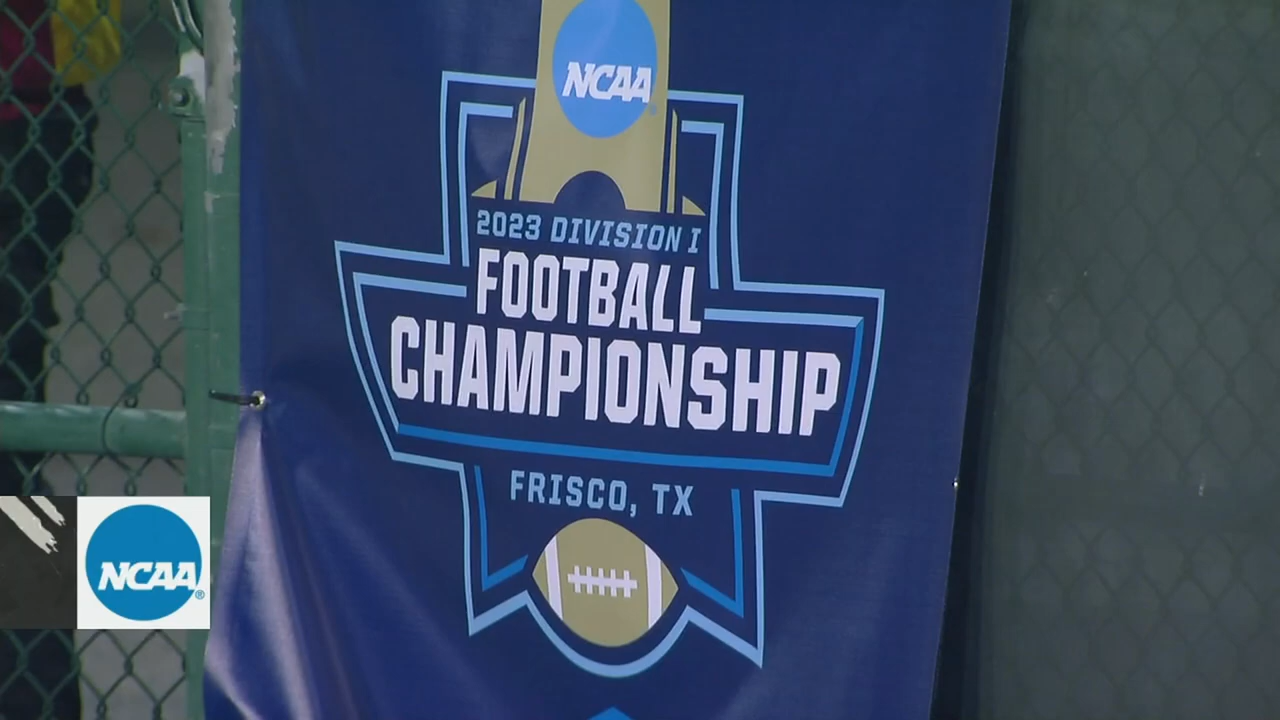 NCAA
2023 DIVISION I
FOOTBALL
CHAMPIONSHIP
FRISCO, TX
NCAA®